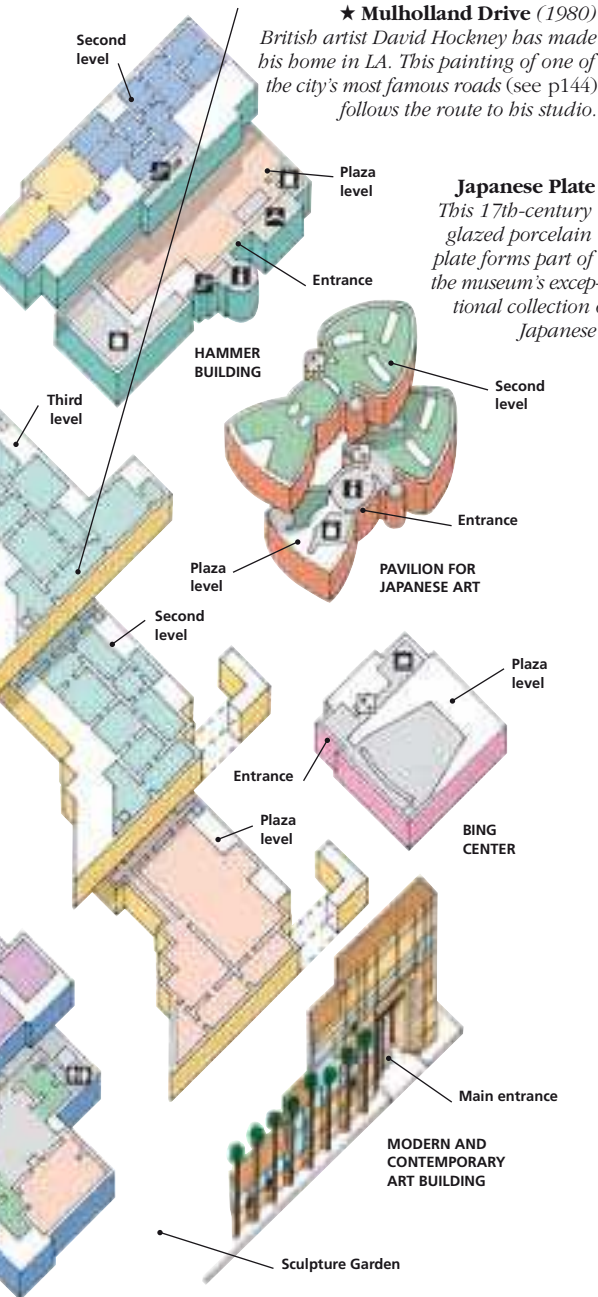 ★ Mulholland Drive (1980)
British artist David Hockney has made
his home in LA. This painting of one of
the city's most famous roads (see p144)
follows the route to his studio.
Second
level
Plaza
level
Japanese Plate
This 17th-century
glazed porcelain
plate forms part of
the museum's excep-
tional collection
Japanese
Entrance
HAMMER
BUILDING
Second
level
Third
level
Entrance
Plaza
level
PAVILION FOR
JAPANESE ART
Second
level
Plaza
level
Entrance
Plaza
level
BING
CENTER
Main entrance
MODERN AND
CONTEMPORARY
ART BUILDING
Sculpture Garden